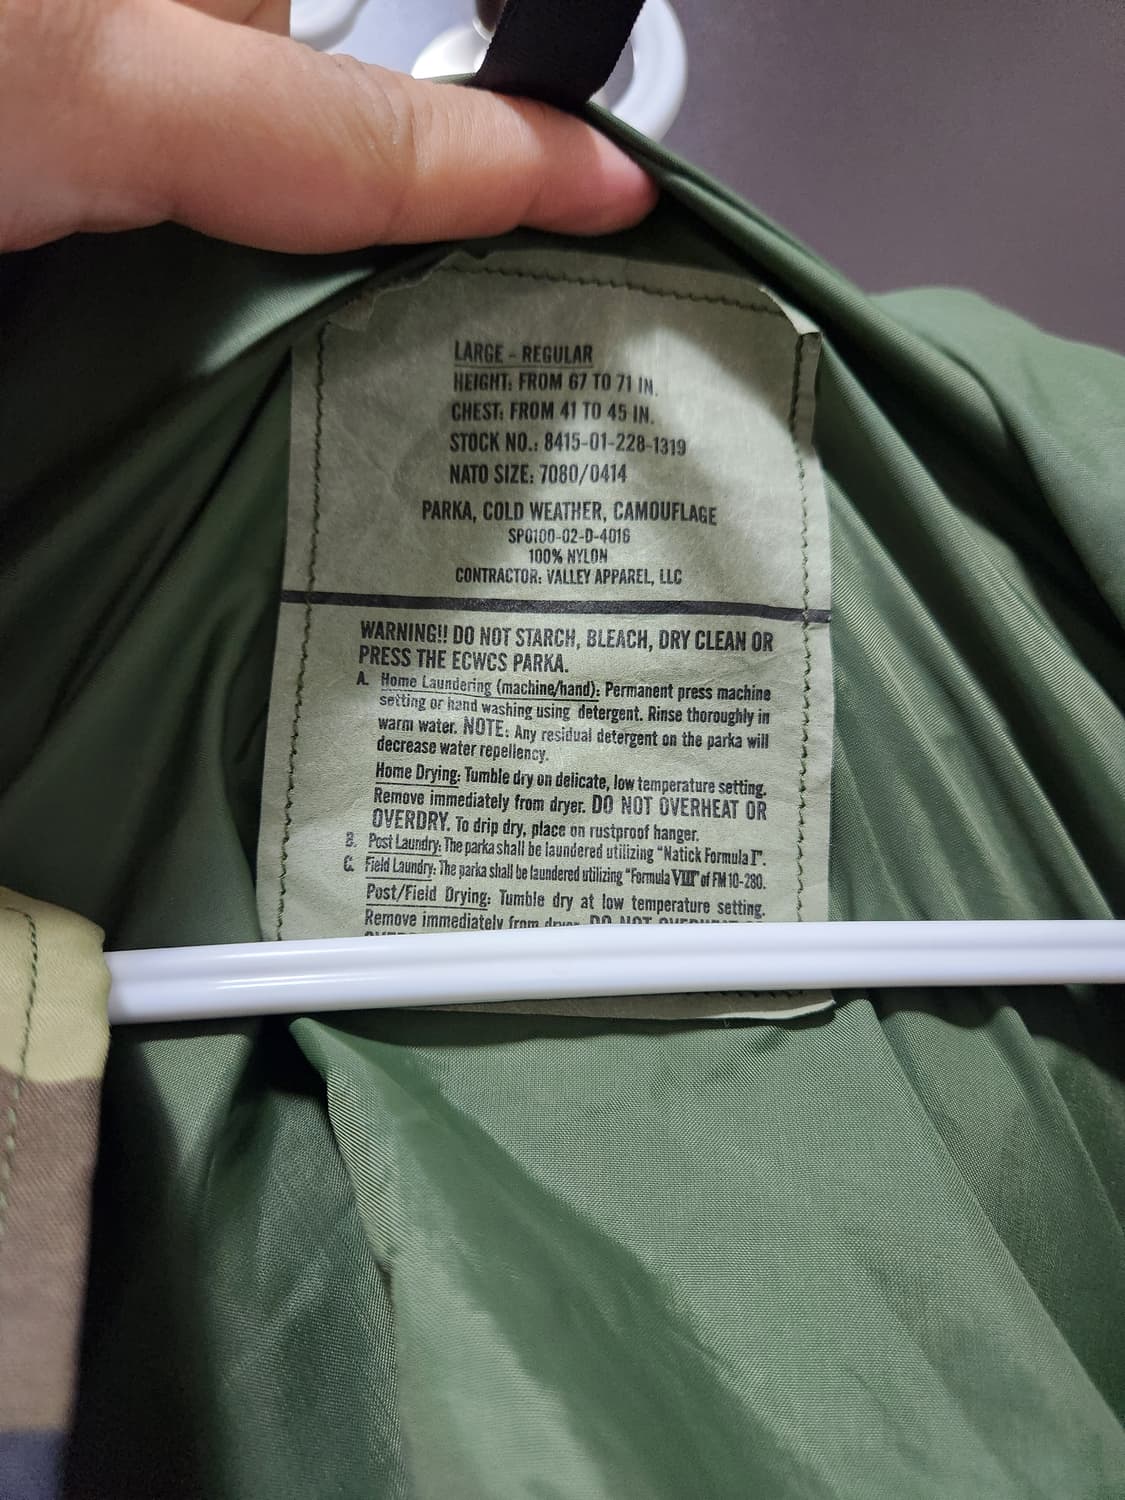 LARGE - REGULAR
HEIGHT: FROM 67 TO 71 IN.
CHEST: FROM 41 TO 45 IN.
STOCK NO.: 8415-01-228-1319
NATO SIZE: 7080/0414
PARKA, COLD WEATHER, CAMOUFLAGE
SPO100-02-D-4016
100% NYLON
CONTRACTOR: VALLEY APPAREL, LLC
WARNING!! DO NOT STARCH, BLEACH, DRY CLEAN OR
PRESS THE ECWCS PARKA.
A. Home Laundering (machine/hand): Permanent press machine
setting or hand washing using detergent. Rinse thoroughly in
warm water. NOTE: Any residual detergent on the parka will
decrease water repellency.
Home Drying: Tumble dry on delicate, low temperature setting.
Remove immediately from dryer. DO NOT OVERHEAT OR
OVERDRY. To drip dry, place on rustproof hanger.
B. Post Laundry: The parka shall be laundered utilizing "Natick Formula I".
C. Field Laundry: The parka shall be laundered utilizing "Formula VIII" of FM 10-280.
Post/Field Drying: Tumble dry at low temperature setting.
Remove immediately from dryer. DO NOT OVERHEAT OR